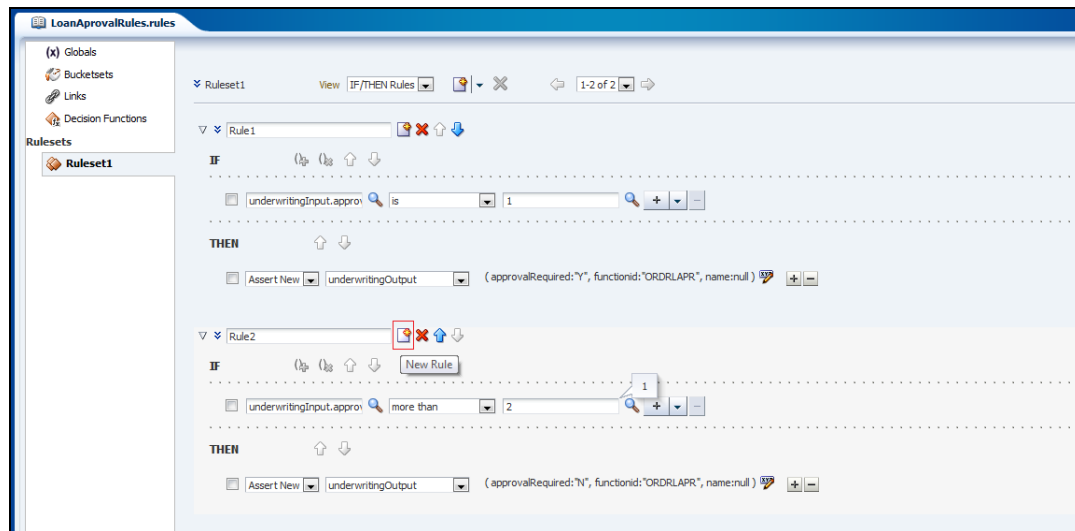 LoanAprovalRules.rules
(x) Globals
Bucketsets
Links
Decision Functions
Rulesets
Ruleset1
Ruleset1 View IF/THEN Rules 1-2 of 2
Rule1
IF
underwritingInput.approv is 1
THEN
Assert New underwritingOutput ( approvalRequired:"Y", functionid:"ORDRLAPR", name:null )
Rule2
New Rule
IF
1
underwritingInput.approv more than 2
THEN
Assert New underwritingOutput ( approvalRequired:"N", functionid:"ORDRLAPR", name:null )